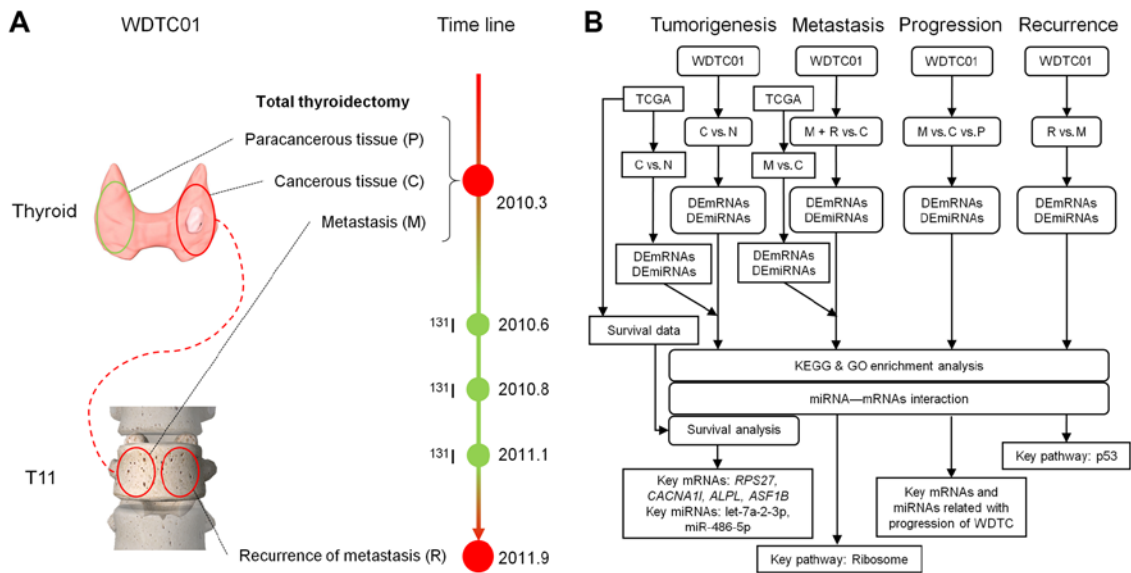 A
WDTC01
Time line
Total thyroidectomy
Paracancerous tissue (P)
Cancerous tissue (C)
Thyroid
Metastasis (M)
2010.3
131I
2010.6
131I
2010.8
131I
2011.1
T11
Recurrence of metastasis (R)
2011.9
B
Tumorigenesis
Metastasis
Progression
Recurrence
WDTC01
WDTC01
WDTC01
WDTC01
TCGA
TCGA
C vs. N
M + R vs. C
M vs. C vs. P
R vs. M
C vs. N
M vs. C
DEmRNAs
DEmiRNAs
DEmRNAs
DEmiRNAs
DEmRNAs
DEmiRNAs
DEmRNAs
DEmiRNAs
DEmRNAs
DEmiRNAs
DEmRNAs
DEmiRNAs
Survival data
KEGG & GO enrichment analysis
miRNA—mRNAs interaction
Survival analysis
Key pathway: p53
Key mRNAs: RPS27,
CACNA1I, ALPL, ASF1B
Key miRNAs: let-7a-2-3p,
miR-486-5p
Key mRNAs and
miRNAs related with
progression of WDTC
Key pathway: Ribosome